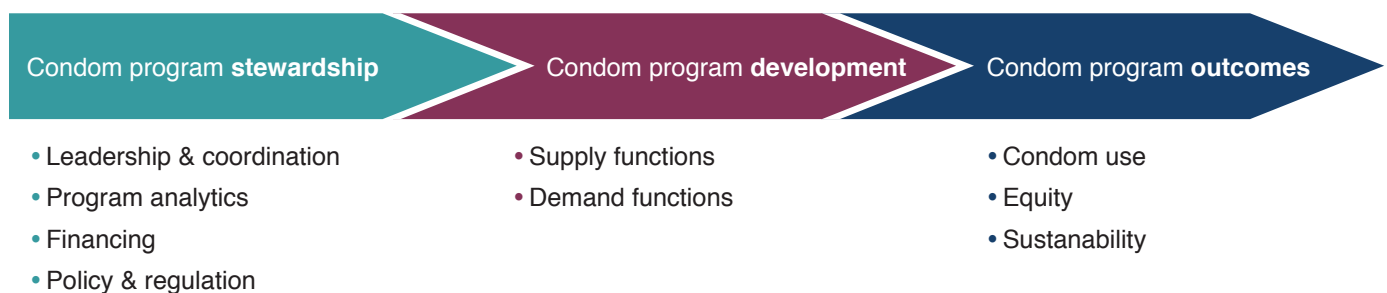 Condom program stewardship
• Leadership & coordination
• Program analytics
• Financing
• Policy & regulation
Condom program development
• Supply functions
• Demand functions
Condom program outcomes
• Condom use
• Equity
• Sustanability